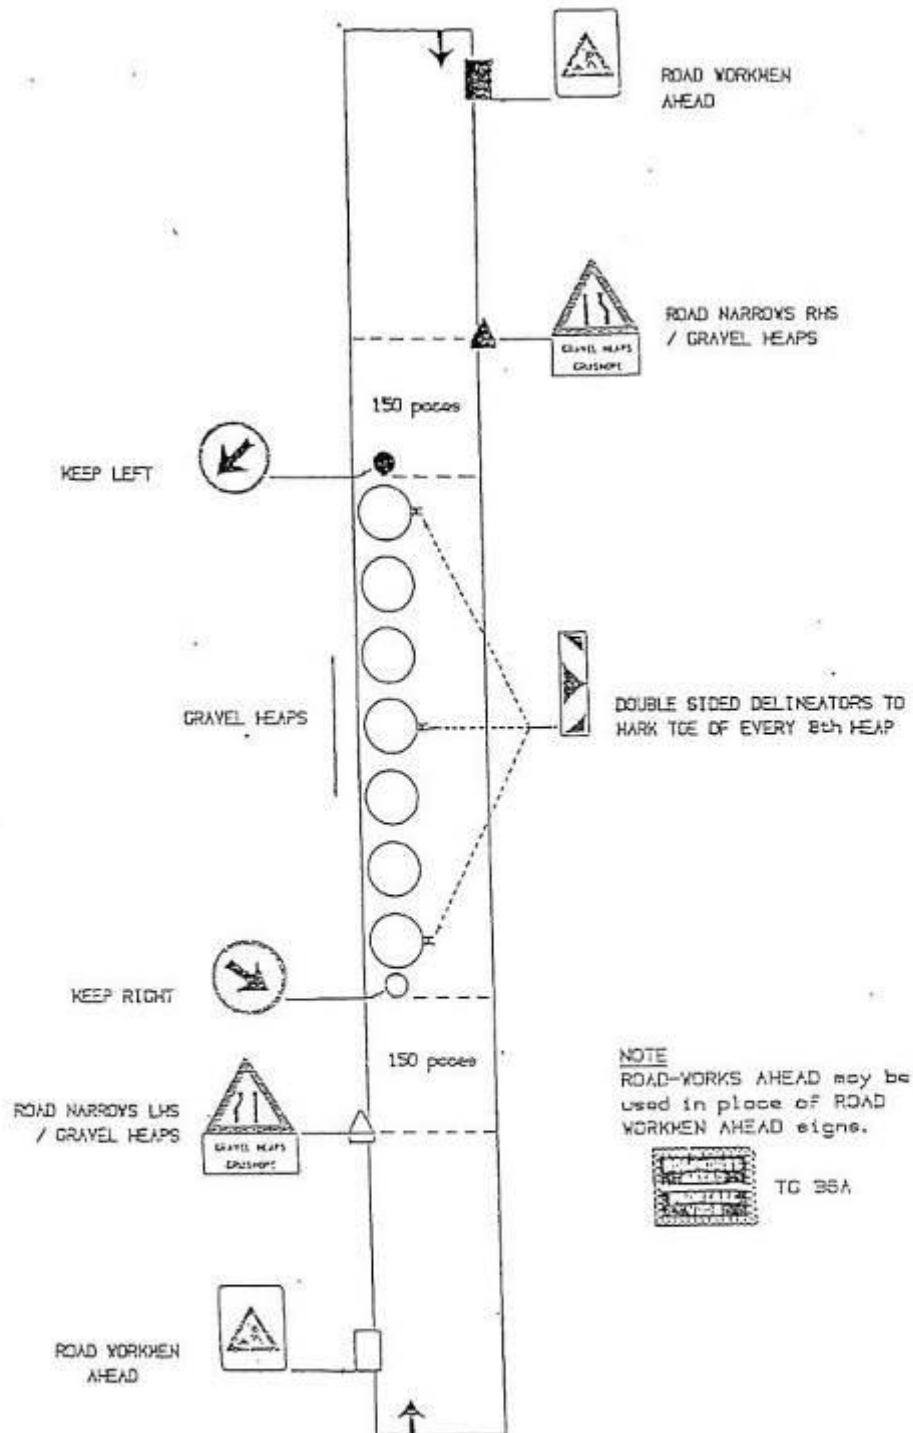 ROAD WORKMEN
AHEAD
ROAD NARROWS RHS
/ GRAVEL HEAPS
GRAVEL HEAPS
150 paces
KEEP LEFT
GRAVEL HEAPS
DOUBLE SIDED DELINEATORS TO
MARK TOE OF EVERY 8th HEAP
KEEP RIGHT
150 paces
NOTE
ROAD-WORKS AHEAD may be
used in place of ROAD
WORKMEN AHEAD signs.
TG 36A
ROAD NARROWS LHS
/ GRAVEL HEAPS
GRAVEL HEAPS
ROAD WORKMEN
AHEAD